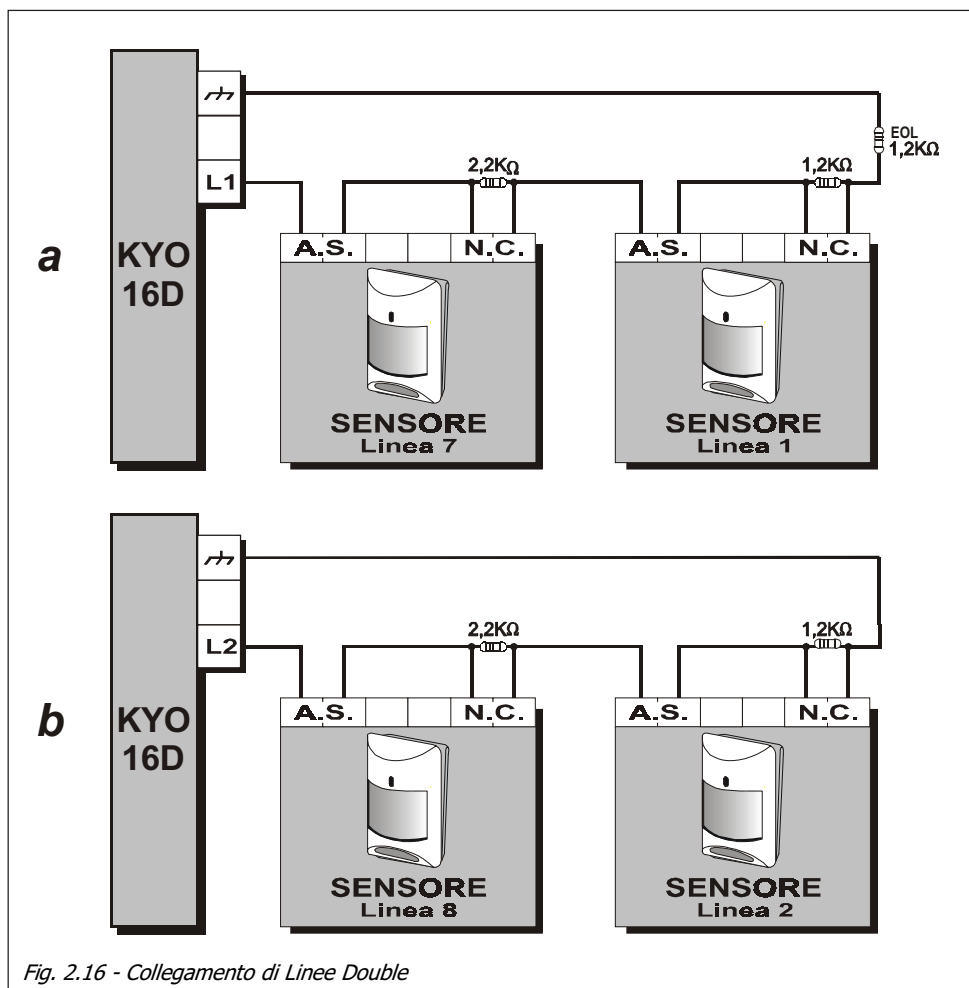 EOL
1,2KΩ
2,2KΩ
1,2KΩ
L1
a
KYO
16D
A.S.
N.C.
A.S.
N.C.
SENSORE
Linea 7
SENSORE
Linea 1
2,2KΩ
1,2KΩ
L2
b
KYO
16D
A.S.
N.C.
A.S.
N.C.
SENSORE
Linea 8
SENSORE
Linea 2
Fig. 2.16 - Collegamento di Linee Double